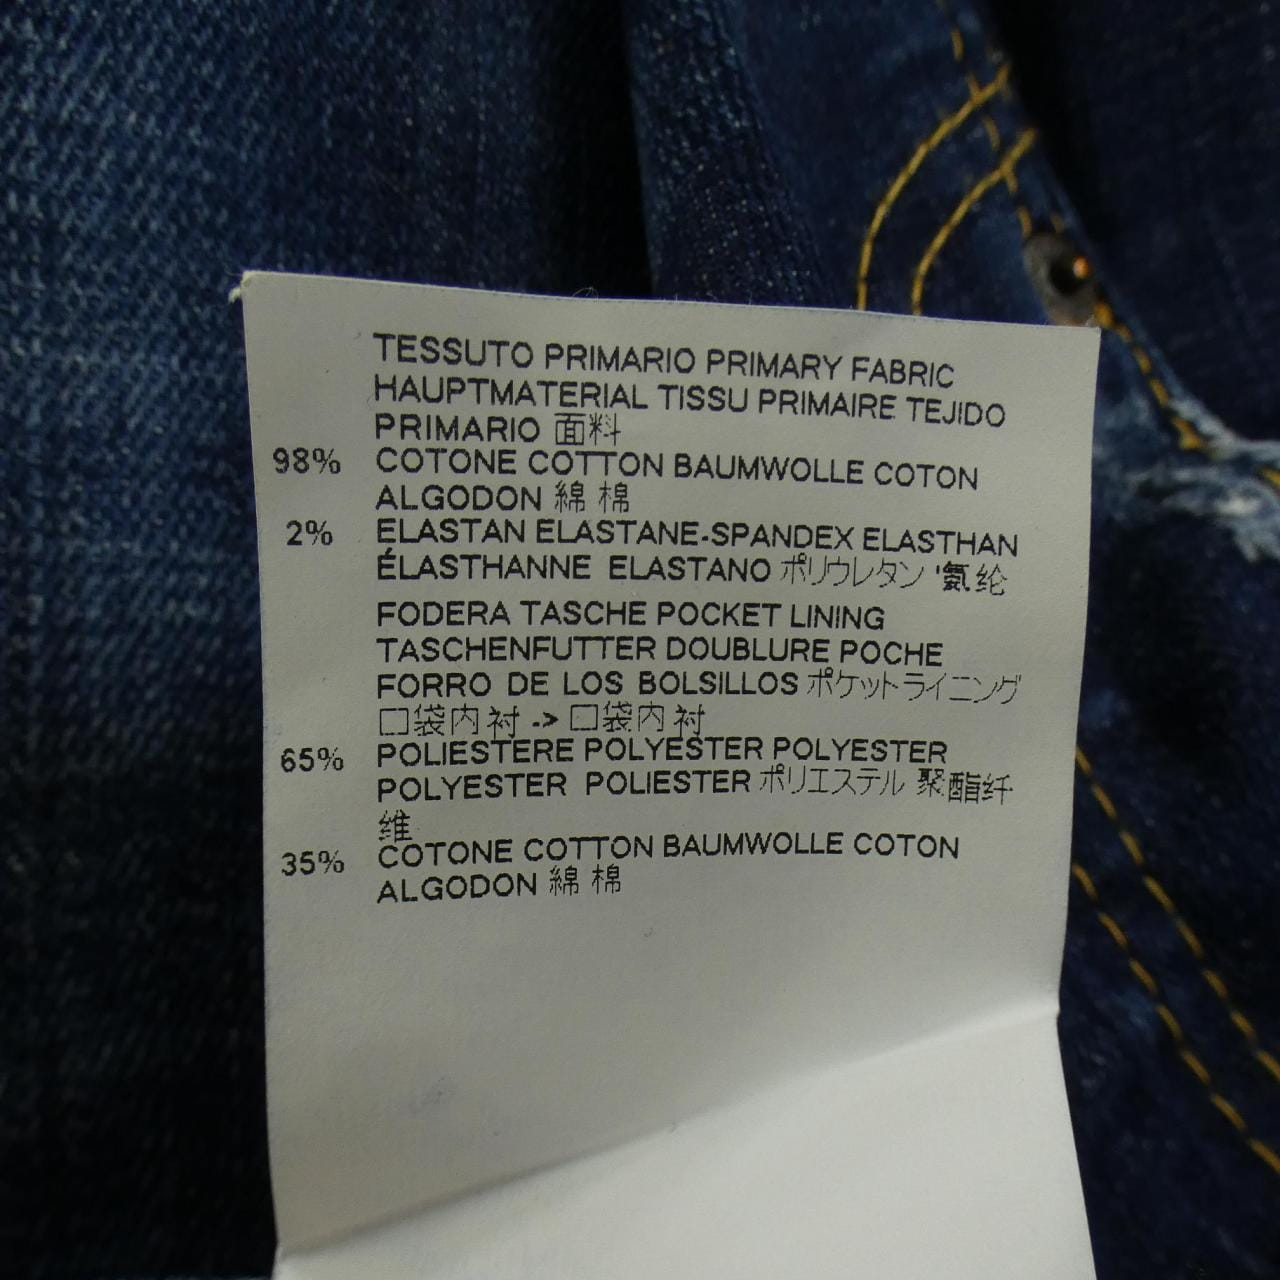 TESSUTO PRIMARIO PRIMARY FABRIC
HAUPTMATERIAL TISSU PRIMAIRE TEJIDO
PRIMARIO 面料
98% COTONE COTTON BAUMWOLLE COTON
ALGODON 綿 棉
2% ELASTAN ELASTANE-SPANDEX ELASTHAN
ÉLASTHANNE ELASTANO ポリウレタン '氨纶
FODERA TASCHE POCKET LINING
TASCHENFUTTER DOUBLURE POCHE
FORRO DE LOS BOLSILLOS ポケットライニング
口袋内衬 -> 口袋内衬
65% POLIESTERE POLYESTER POLYESTER
POLYESTER POLIESTER ポリエステル 聚酯纤
维
35% COTONE COTTON BAUMWOLLE COTON
ALGODON 綿 棉